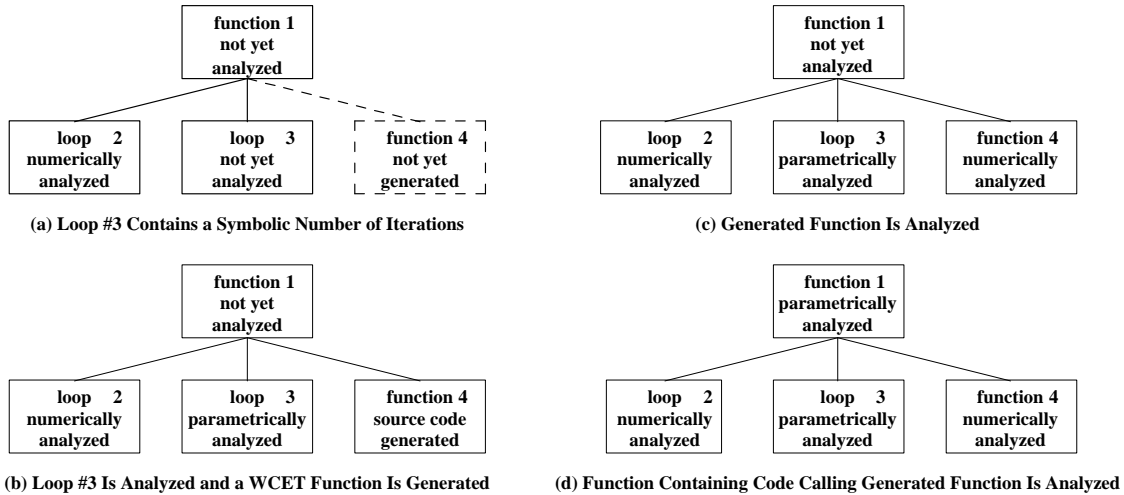 function 1
not yet
analyzed
loop 2
numerically
analyzed
loop 3
not yet
analyzed
function 4
not yet
generated
(a) Loop #3 Contains a Symbolic Number of Iterations
function 1
not yet
analyzed
loop 2
numerically
analyzed
loop 3
parametrically
analyzed
function 4
numerically
analyzed
(c) Generated Function Is Analyzed
function 1
not yet
analyzed
loop 2
numerically
analyzed
loop 3
parametrically
analyzed
function 4
source code
generated
(b) Loop #3 Is Analyzed and a WCET Function Is Generated
function 1
parametrically
analyzed
loop 2
numerically
analyzed
loop 3
parametrically
analyzed
function 4
numerically
analyzed
(d) Function Containing Code Calling Generated Function Is Analyzed